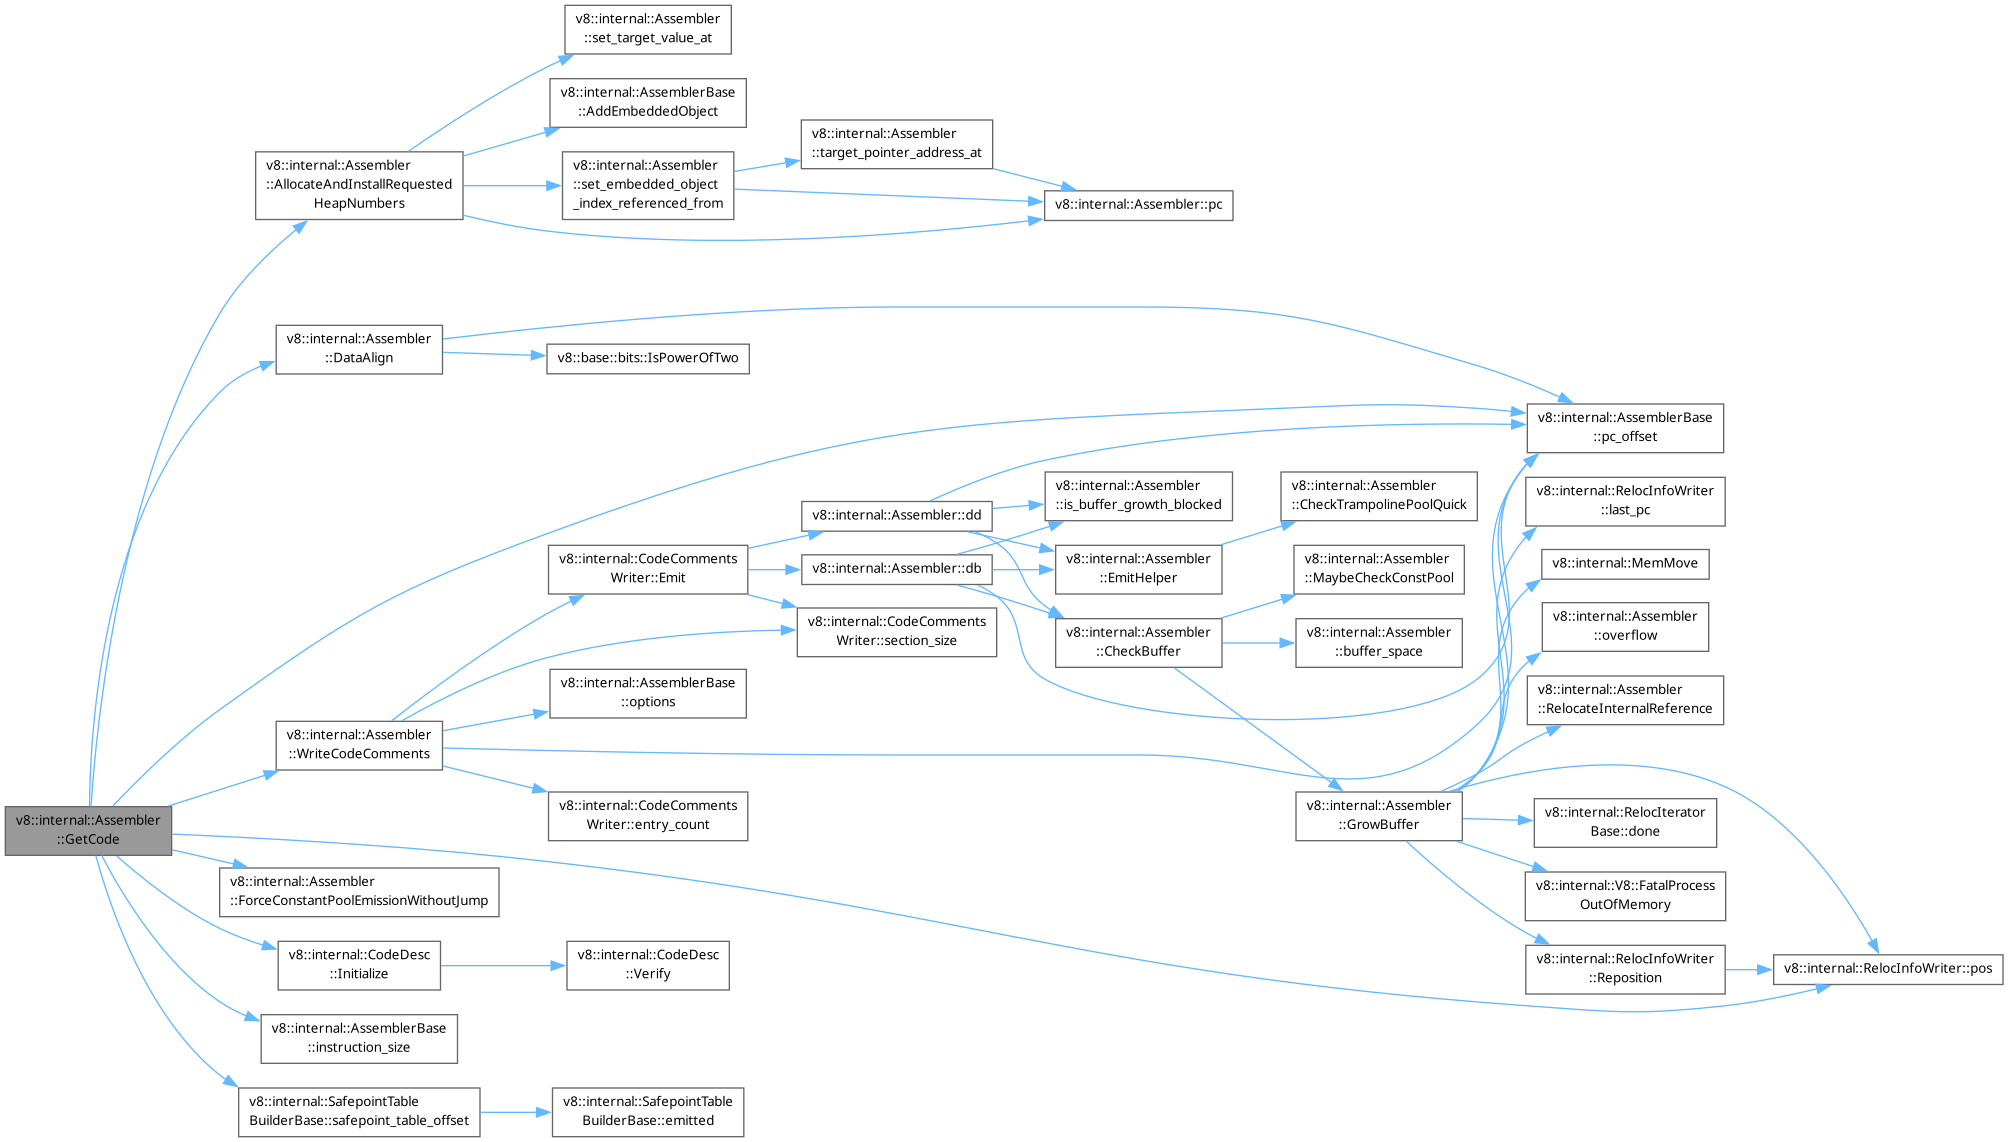 v8::internal::Assembler
::GetCode
v8::internal::Assembler
::AllocateAndInstallRequested
HeapNumbers
v8::internal::Assembler
::set_target_value_at
v8::internal::AssemblerBase
::AddEmbeddedObject
v8::internal::Assembler
::set_embedded_object
_index_referenced_from
v8::internal::Assembler
::target_pointer_address_at
v8::internal::Assembler::pc
v8::internal::Assembler
::DataAlign
v8::base::bits::IsPowerOfTwo
v8::internal::AssemblerBase
::pc_offset
v8::internal::Assembler
::WriteCodeComments
v8::internal::CodeComments
Writer::Emit
v8::internal::Assembler::dd
v8::internal::Assembler::db
v8::internal::CodeComments
Writer::section_size
v8::internal::AssemblerBase
::options
v8::internal::CodeComments
Writer::entry_count
v8::internal::Assembler
::is_buffer_growth_blocked
v8::internal::Assembler
::EmitHelper
v8::internal::Assembler
::CheckBuffer
v8::internal::Assembler
::CheckTrampolinePoolQuick
v8::internal::Assembler
::MaybeCheckConstPool
v8::internal::Assembler
::buffer_space
v8::internal::Assembler
::GrowBuffer
v8::internal::RelocInfoWriter
::last_pc
v8::internal::MemMove
v8::internal::Assembler
::overflow
v8::internal::Assembler
::RelocateInternalReference
v8::internal::RelocIterator
Base::done
v8::internal::V8::FatalProcess
OutOfMemory
v8::internal::RelocInfoWriter
::Reposition
v8::internal::RelocInfoWriter::pos
v8::internal::Assembler
::ForceConstantPoolEmissionWithoutJump
v8::internal::CodeDesc
::Initialize
v8::internal::CodeDesc
::Verify
v8::internal::AssemblerBase
::instruction_size
v8::internal::SafepointTable
BuilderBase::safepoint_table_offset
v8::internal::SafepointTable
BuilderBase::emitted